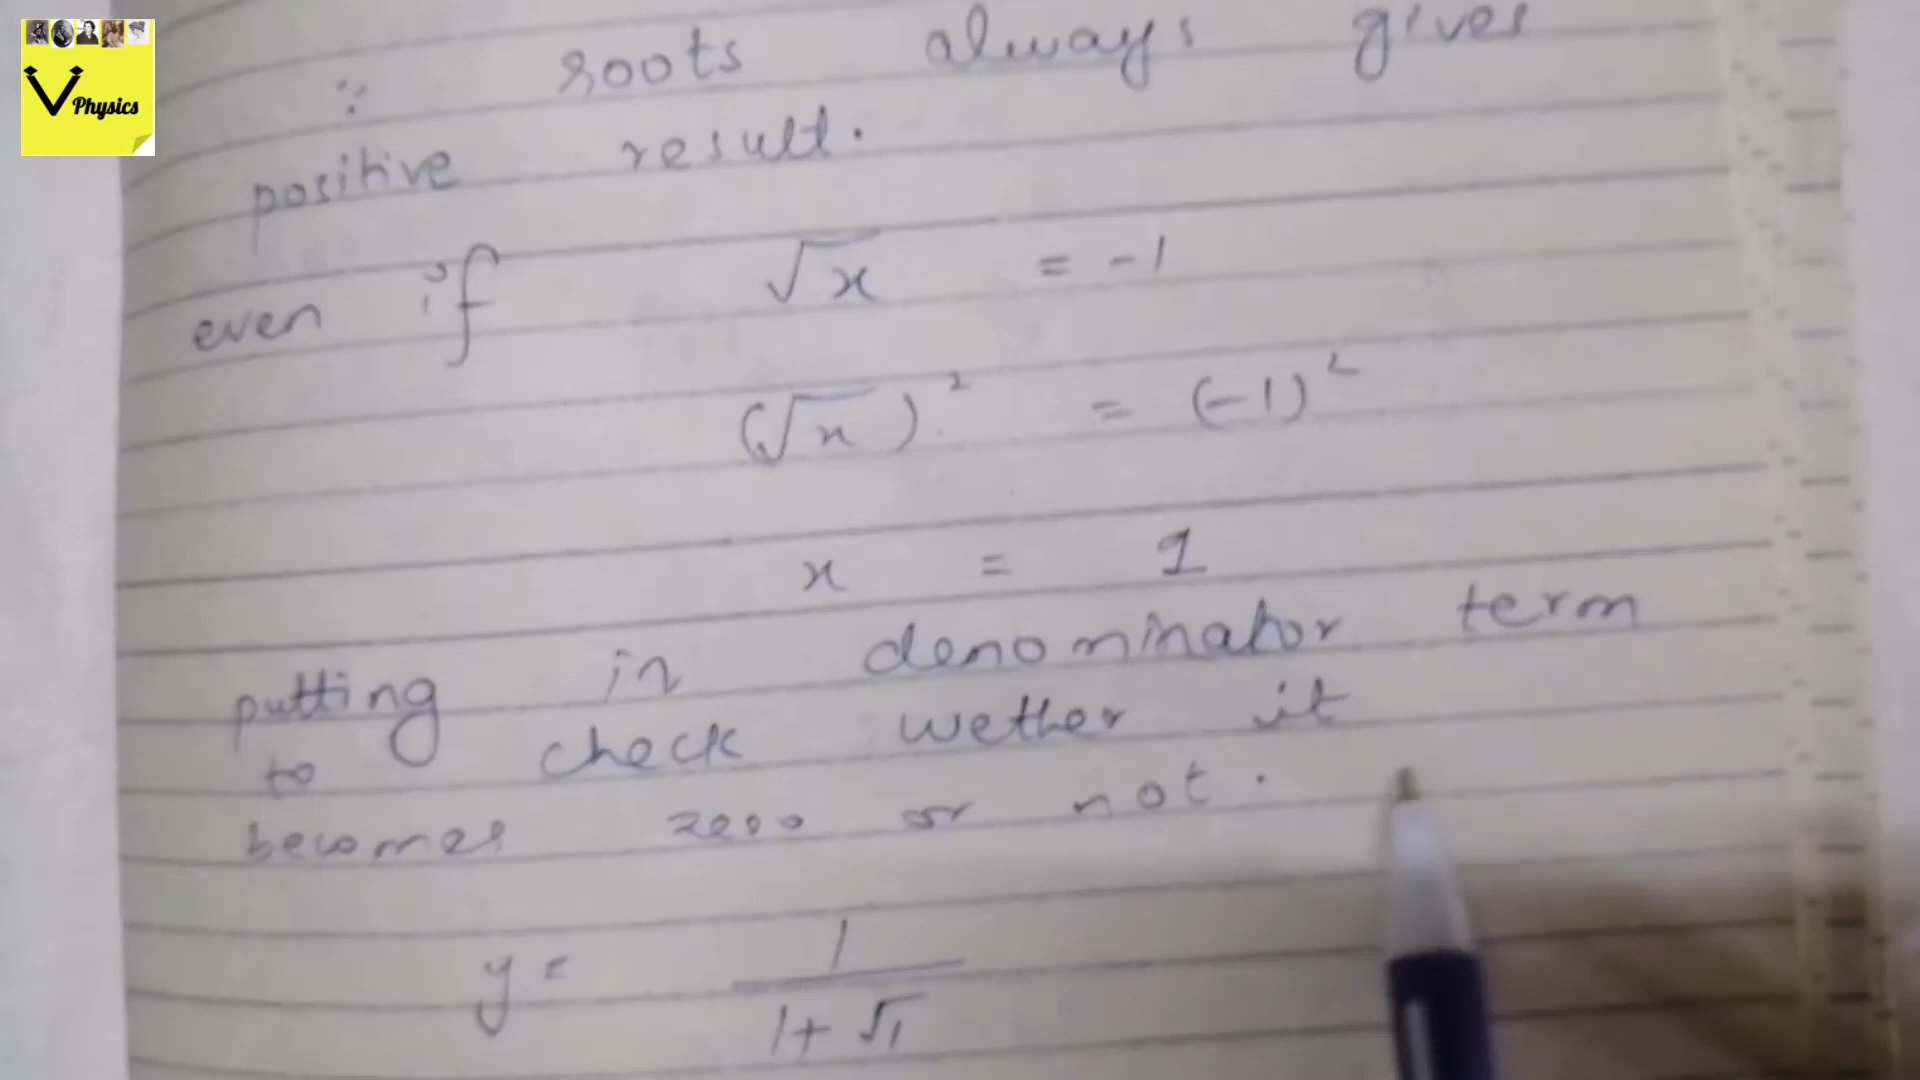 V Physics
∵ roots always gives
positive result.
even if √x = -1
(√x)² = (-1)²
x = 1
putting in denominator term
to check wether it
becomes zero or not.
y = 1/(1+√1)